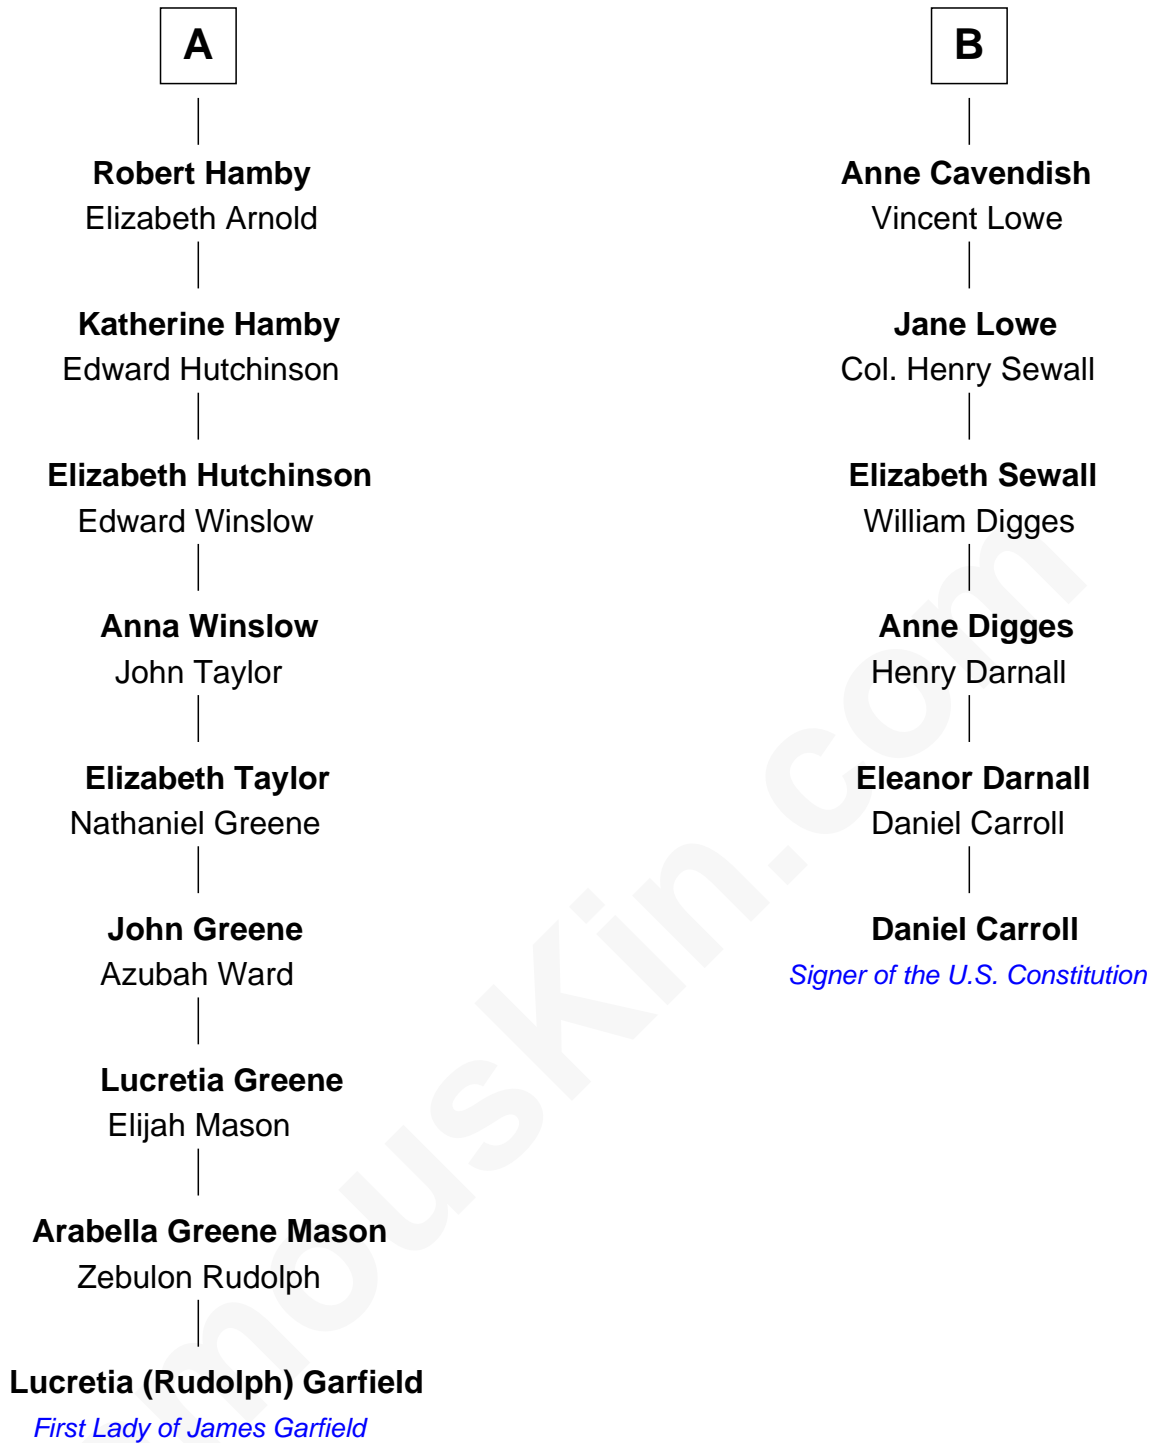 A
Robert Hamby
Elizabeth Arnold
Katherine Hamby
Edward Hutchinson
Elizabeth Hutchinson
Edward Winslow
Anna Winslow
John Taylor
Elizabeth Taylor
Nathaniel Greene
John Greene
Azubah Ward
Lucretia Greene
Elijah Mason
Arabella Greene Mason
Zebulon Rudolph
Lucretia (Rudolph) Garfield
First Lady of James Garfield
B
Anne Cavendish
Vincent Lowe
Jane Lowe
Col. Henry Sewall
Elizabeth Sewall
William Digges
Anne Digges
Henry Darnall
Eleanor Darnall
Daniel Carroll
Daniel Carroll
Signer of the U.S. Constitution
mouskin.com